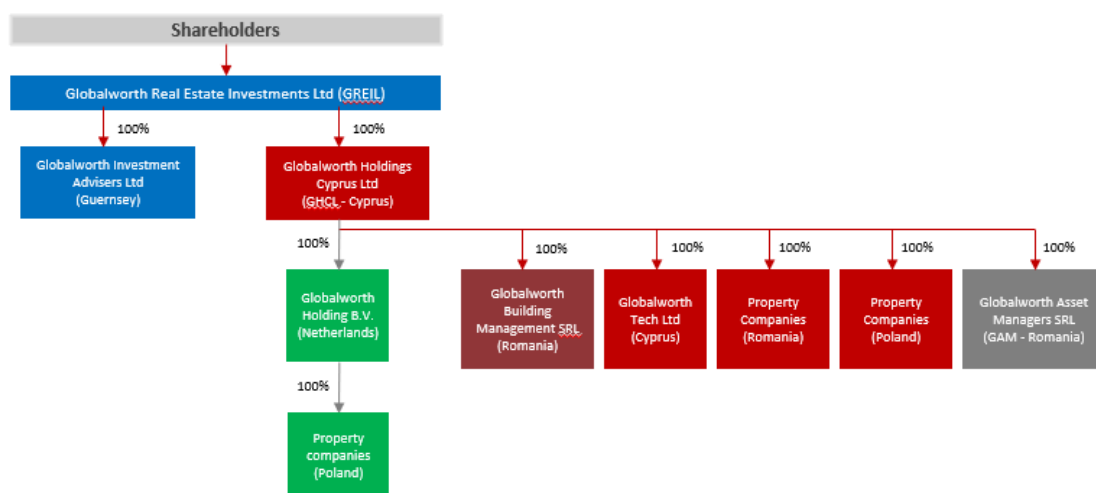 Shareholders
Globalworth Real Estate Investments Ltd (GREIL)
100%
100%
Globalworth Investment
Advisers Ltd
(Guernsey)
Globalworth Holdings
Cyprus Ltd
(GHCL - Cyprus)
100%
100%
100%
100%
100%
100%
Globalworth
Holding B.V.
(Netherlands)
Globalworth
Building
Management SRL
(Romania)
Globalworth
Tech Ltd
(Cyprus)
Property
Companies
(Romania)
Property
Companies
(Poland)
Globalworth Asset
Managers SRL
(GAM - Romania)
100%
Property
companies
(Poland)